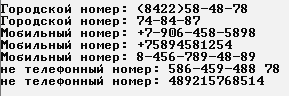 Городской номер: (8422)58-48-78
Городской номер: 74-84-87
Мобильный номер: +7-906-458-5898
Мобильный номер: +75894581254
Мобильный номер: 8-456-789-48-89
не телефонный номер: 586-459-488 78
не телефонный номер: 489215768514